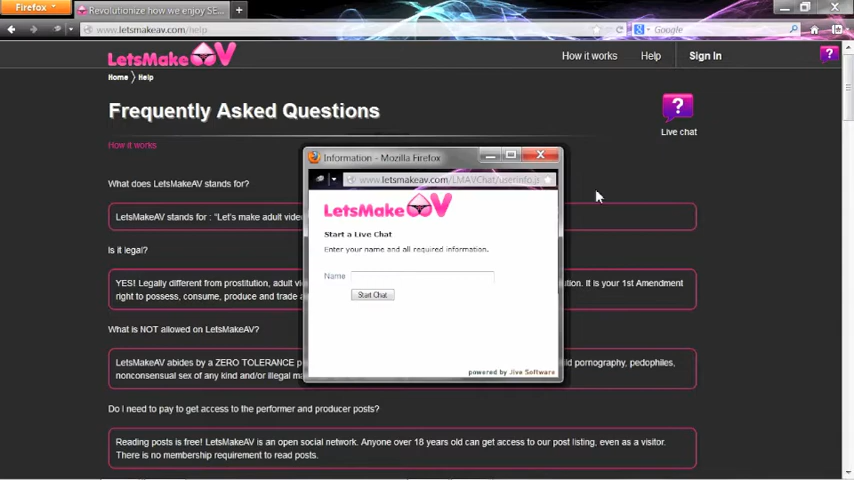 Firefox
Revolutionize how we enjoy SE...
www.letsmakeav.com/help
Google
LetsMakeAV
How it works
Help
Sign In
Home
Help
Frequently Asked Questions
Live chat
How it works
What does LetsMakeAV stands for?
LetsMakeAV stands for : "Let's make adult vide
Is it legal?
YES! Legally different from prostitution, adult vi
tion. It is your 1st Amendment
right to possess, consume, produce and trade a
What is NOT allowed on LetsMakeAV?
LetsMakeAV abides by a ZERO TOLERANCE p
ild pornography, pedophiles,
nonconsensual sex of any kind and/or illegal ma
Do I need to pay to get access to the performer and producer posts?
Reading posts is free! LetsMakeAV is an open social network. Anyone over 18 years old can get access to our post listing, even as a visitor.
There is no membership requirement to read posts.
Information - Mozilla Firefox
www.letsmakeav.com/LMAVChat/userinfo.js
LetsMakeAV
Start a Live Chat
Enter your name and all required information.
Name
Start Chat
powered by Jive Software